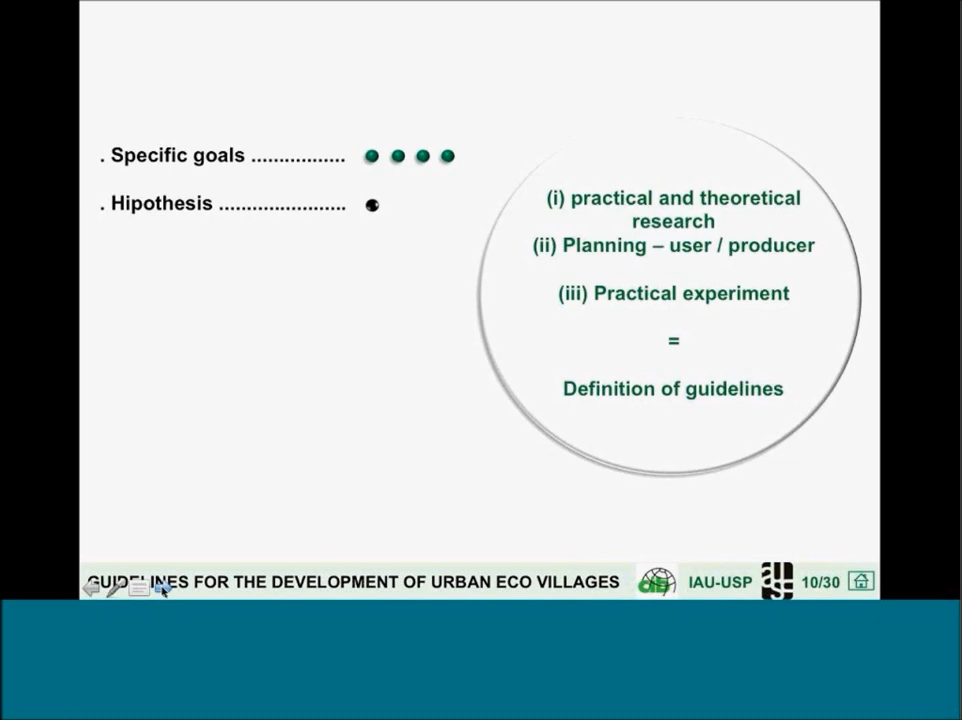 . Specific goals .................
. Hipothesis .......................
(i) practical and theoretical
research
(ii) Planning – user / producer
(iii) Practical experiment
=
Definition of guidelines
GUIDELINES FOR THE DEVELOPMENT OF URBAN ECO VILLAGES
IAU-USP
10/30